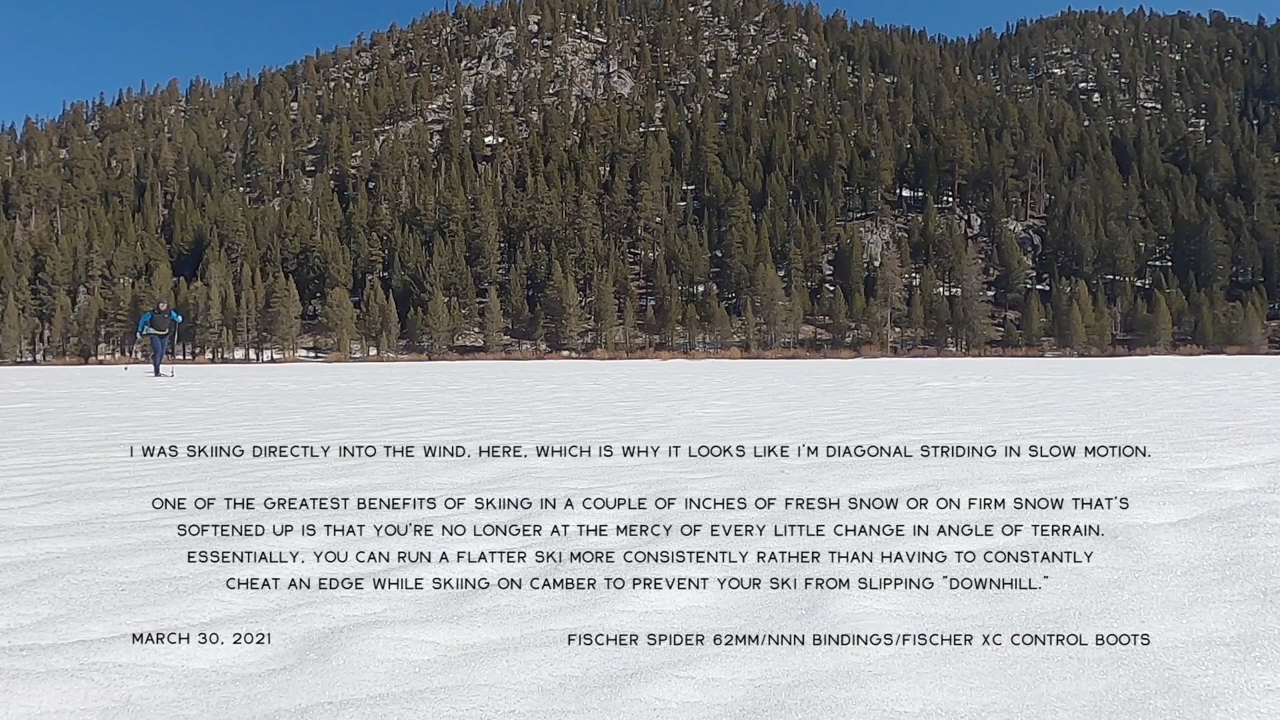 I WAS SKIING DIRECTLY INTO THE WIND, HERE, WHICH IS WHY IT LOOKS LIKE I'M DIAGONAL STRIDING IN SLOW MOTION.
ONE OF THE GREATEST BENEFITS OF SKIING IN A COUPLE OF INCHES OF FRESH SNOW OR ON FIRM SNOW THAT'S
SOFTENED UP IS THAT YOU'RE NO LONGER AT THE MERCY OF EVERY LITTLE CHANGE IN ANGLE OF TERRAIN.
ESSENTIALLY, YOU CAN RUN A FLATTER SKI MORE CONSISTENTLY RATHER THAN HAVING TO CONSTANTLY
CHEAT AN EDGE WHILE SKIING ON CAMBER TO PREVENT YOUR SKI FROM SLIPPING "DOWNHILL."
MARCH 30, 2021
FISCHER SPIDER 62MM/NNN BINDINGS/FISCHER XC CONTROL BOOTS